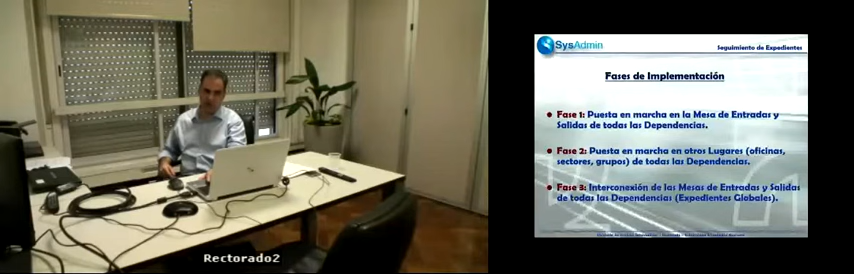 Rectorado2
SysAdmin
Seguimiento de Expedientes
Fases de Implementación
Fase 1: Puesta en marcha en la Mesa de Entradas y
Salidas de todas las Dependencias.
Fase 2: Puesta en marcha en otros Lugares (oficinas,
sectores, grupos) de todas las Dependencias.
Fase 3: Interconexión de las Mesas de Entradas y Salidas
de todas las Dependencias (Expedientes Globales).